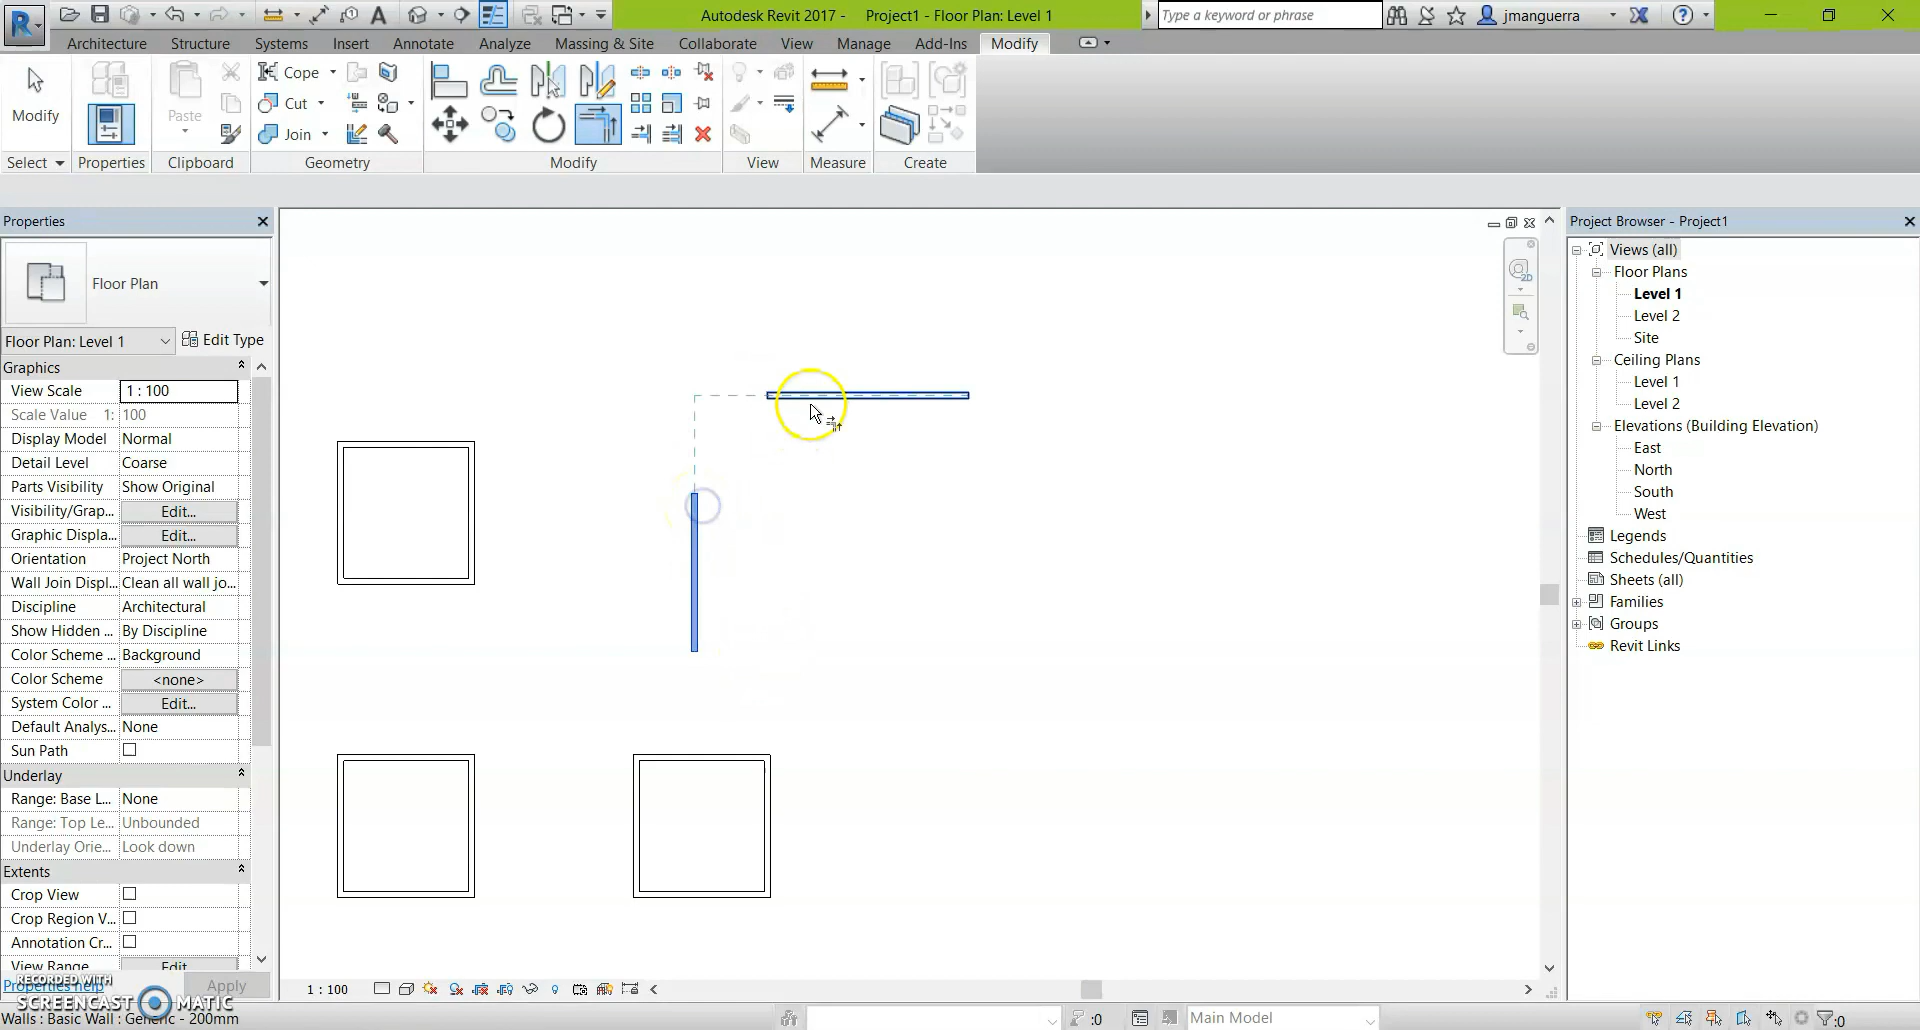 Autodesk Revit 2017 - Project1 - Floor Plan: Level 1
Type a keyword or phrase
jmanguerra
Architecture Structure Systems Insert Annotate Analyze Massing & Site Collaborate View Manage Add-Ins Modify
Modify
Paste
Cope
Cut
Join
Select Properties Clipboard Geometry Modify View Measure Create
Properties
Floor Plan
Floor Plan: Level 1 Edit Type
Graphics
View Scale 1 : 100
Scale Value 1: 100
Display Model Normal
Detail Level Coarse
Parts Visibility Show Original
Visibility/Grap... Edit...
Graphic Displa... Edit...
Orientation Project North
Wall Join Displ... Clean all wall jo...
Discipline Architectural
Show Hidden ... By Discipline
Color Scheme ... Background
Color Scheme <none>
System Color ... Edit...
Default Analys... None
Sun Path
Underlay
Range: Base L... None
Range: Top Le... Unbounded
Underlay Orie... Look down
Extents
Crop View
Crop Region V...
Annotation Cr...
View Range Edit...
Properties help Apply
RECORDED WITH
SCREENCAST MATIC
Walls : Basic Wall : Generic - 200mm
1 : 100
:0
Main Model
:0
2D
Project Browser - Project1
Views (all)
Floor Plans
Level 1
Level 2
Site
Ceiling Plans
Level 1
Level 2
Elevations (Building Elevation)
East
North
South
West
Legends
Schedules/Quantities
Sheets (all)
Families
Groups
Revit Links